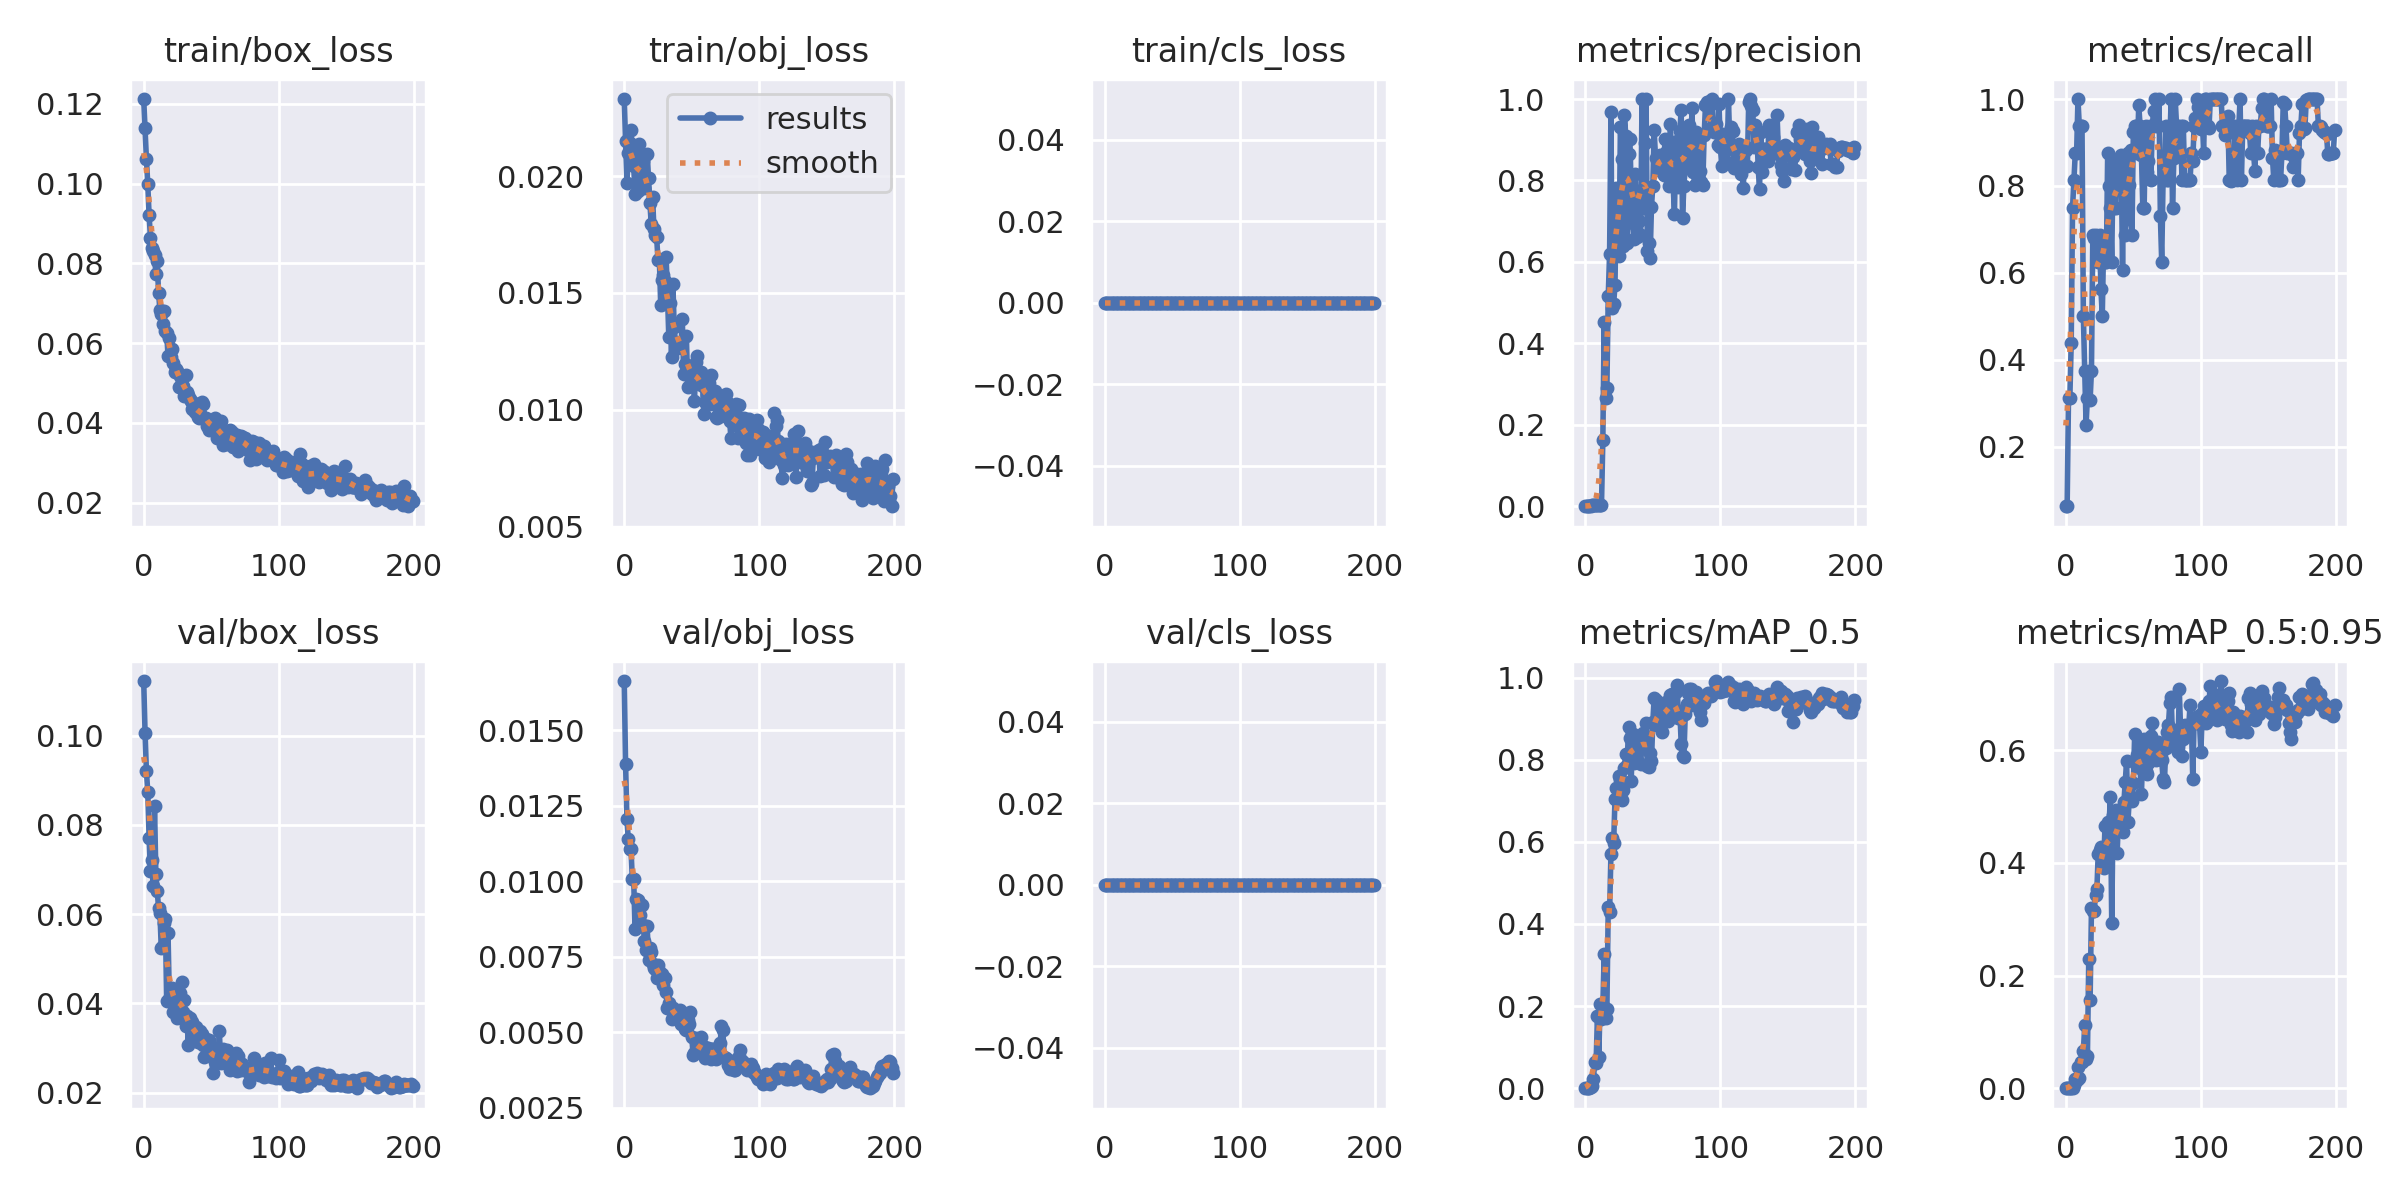 train/box_loss
0.12
0.10
0.08
0.06
0.04
0.02
0 100 200
train/obj_loss
results
smooth
0.020
0.015
0.010
0.005
0 100 200
train/cls_loss
0.04
0.02
0.00
−0.02
−0.04
0 100 200
metrics/precision
1.0
0.8
0.6
0.4
0.2
0.0
0 100 200
metrics/recall
1.0
0.8
0.6
0.4
0.2
0 100 200
val/box_loss
0.10
0.08
0.06
0.04
0.02
0 100 200
val/obj_loss
0.0150
0.0125
0.0100
0.0075
0.0050
0.0025
0 100 200
val/cls_loss
0.04
0.02
0.00
−0.02
−0.04
0 100 200
metrics/mAP_0.5
1.0
0.8
0.6
0.4
0.2
0.0
0 100 200
metrics/mAP_0.5:0.95
0.6
0.4
0.2
0.0
0 100 200